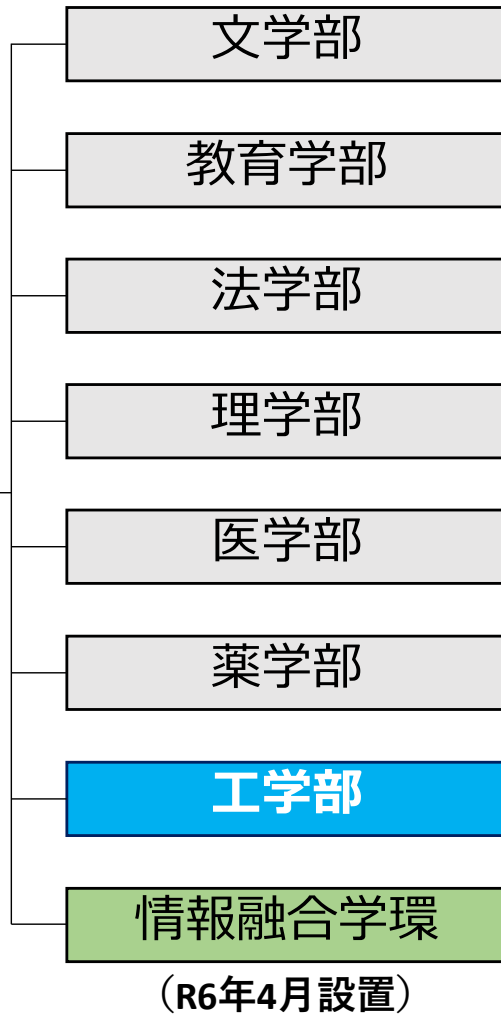 文学部
教育学部
法学部
理学部
医学部
薬学部
工学部
情報融合学環
（R6年4月設置）